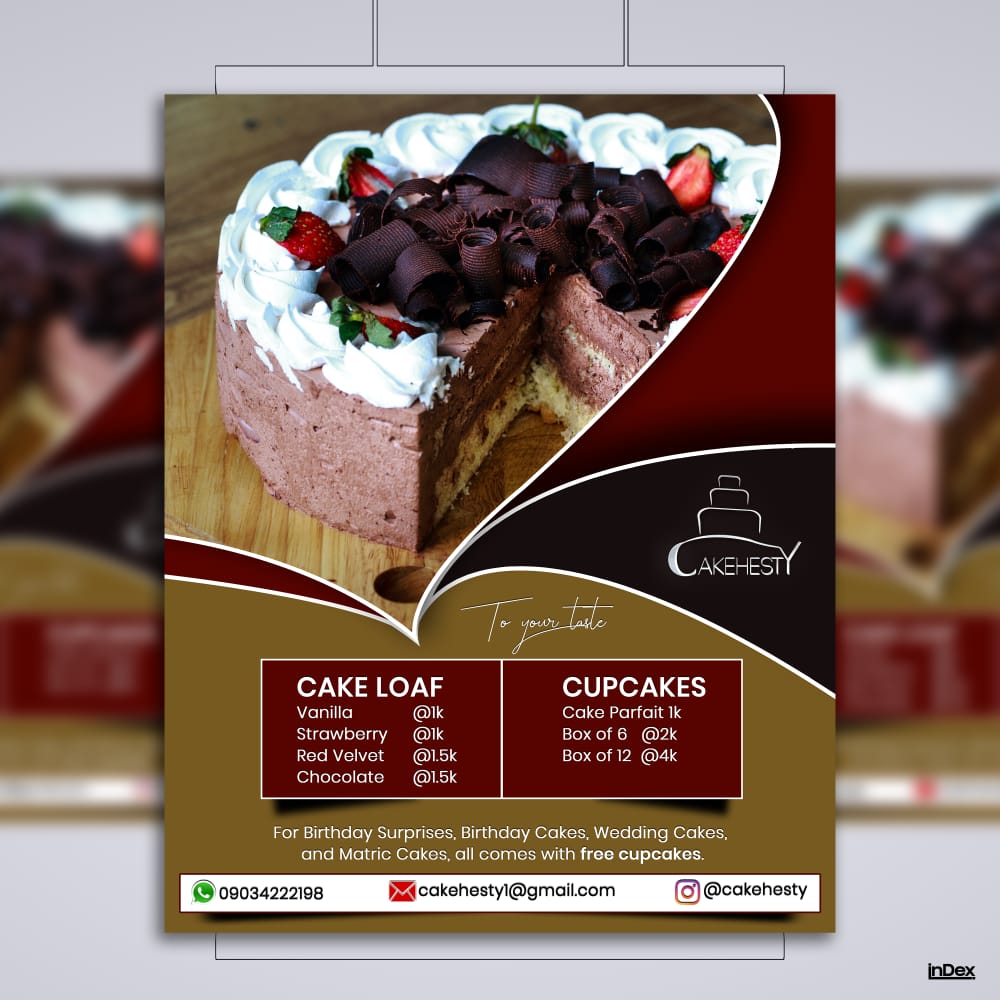 CAKEHESTY
To your taste
CAKE LOAF
Vanilla @1k
Strawberry @1k
Red Velvet @1.5k
Chocolate @1.5k
CUPCAKES
Cake Parfait 1k
Box of 6 @2k
Box of 12 @4k
For Birthday Surprises, Birthday Cakes, Wedding Cakes,
and Matric Cakes, all comes with free cupcakes.
09034222198 cakehesty1@gmail.com @cakehesty
inDex